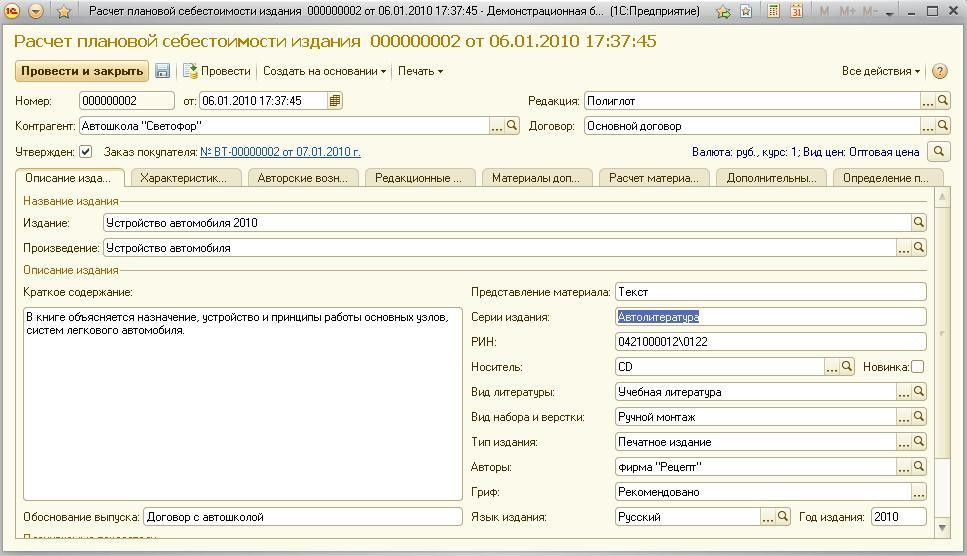 Расчет плановой себестоимости издания 000000002 от 06.01.2010 17:37:45 - Демонстрационная б... (1С:Предприятие)
M M+ M-
Расчет плановой себестоимости издания 000000002 от 06.01.2010 17:37:45
Провести и закрыть Провести Создать на основании Печать Все действия
Номер: 000000002 от: 06.01.2010 17:37:45 Редакция: Полиглот
Контрагент: Автошкола "Светофор" Договор: Основной договор
Утвержден: Заказ покупателя: № ВТ-00000002 от 07.01.2010 г. Валюта: руб., курс: 1; Вид цен: Оптовая цена
Описание изда... Характеристик... Авторские возн... Редакционные ... Материалы доп... Расчет материа... Дополнительны... Определение п...
Название издания
Издание: Устройство автомобиля 2010
Произведение: Устройство автомобиля
Описание издания
Краткое содержание: Представление материала: Текст
В книге объясняется назначение, устройство и принципы работы основных узлов,
систем легкового автомобиля.
Серии издания: Автолитература
РИН: 0421000012\0122
Носитель: CD Новинка:
Вид литературы: Учебная литература
Вид набора и верстки: Ручной монтаж
Тип издания: Печатное издание
Авторы: фирма "Рецепт"
Гриф: Рекомендовано
Обоснование выпуска: Договор с автошколой Язык издания: Русский Год издания: 2010